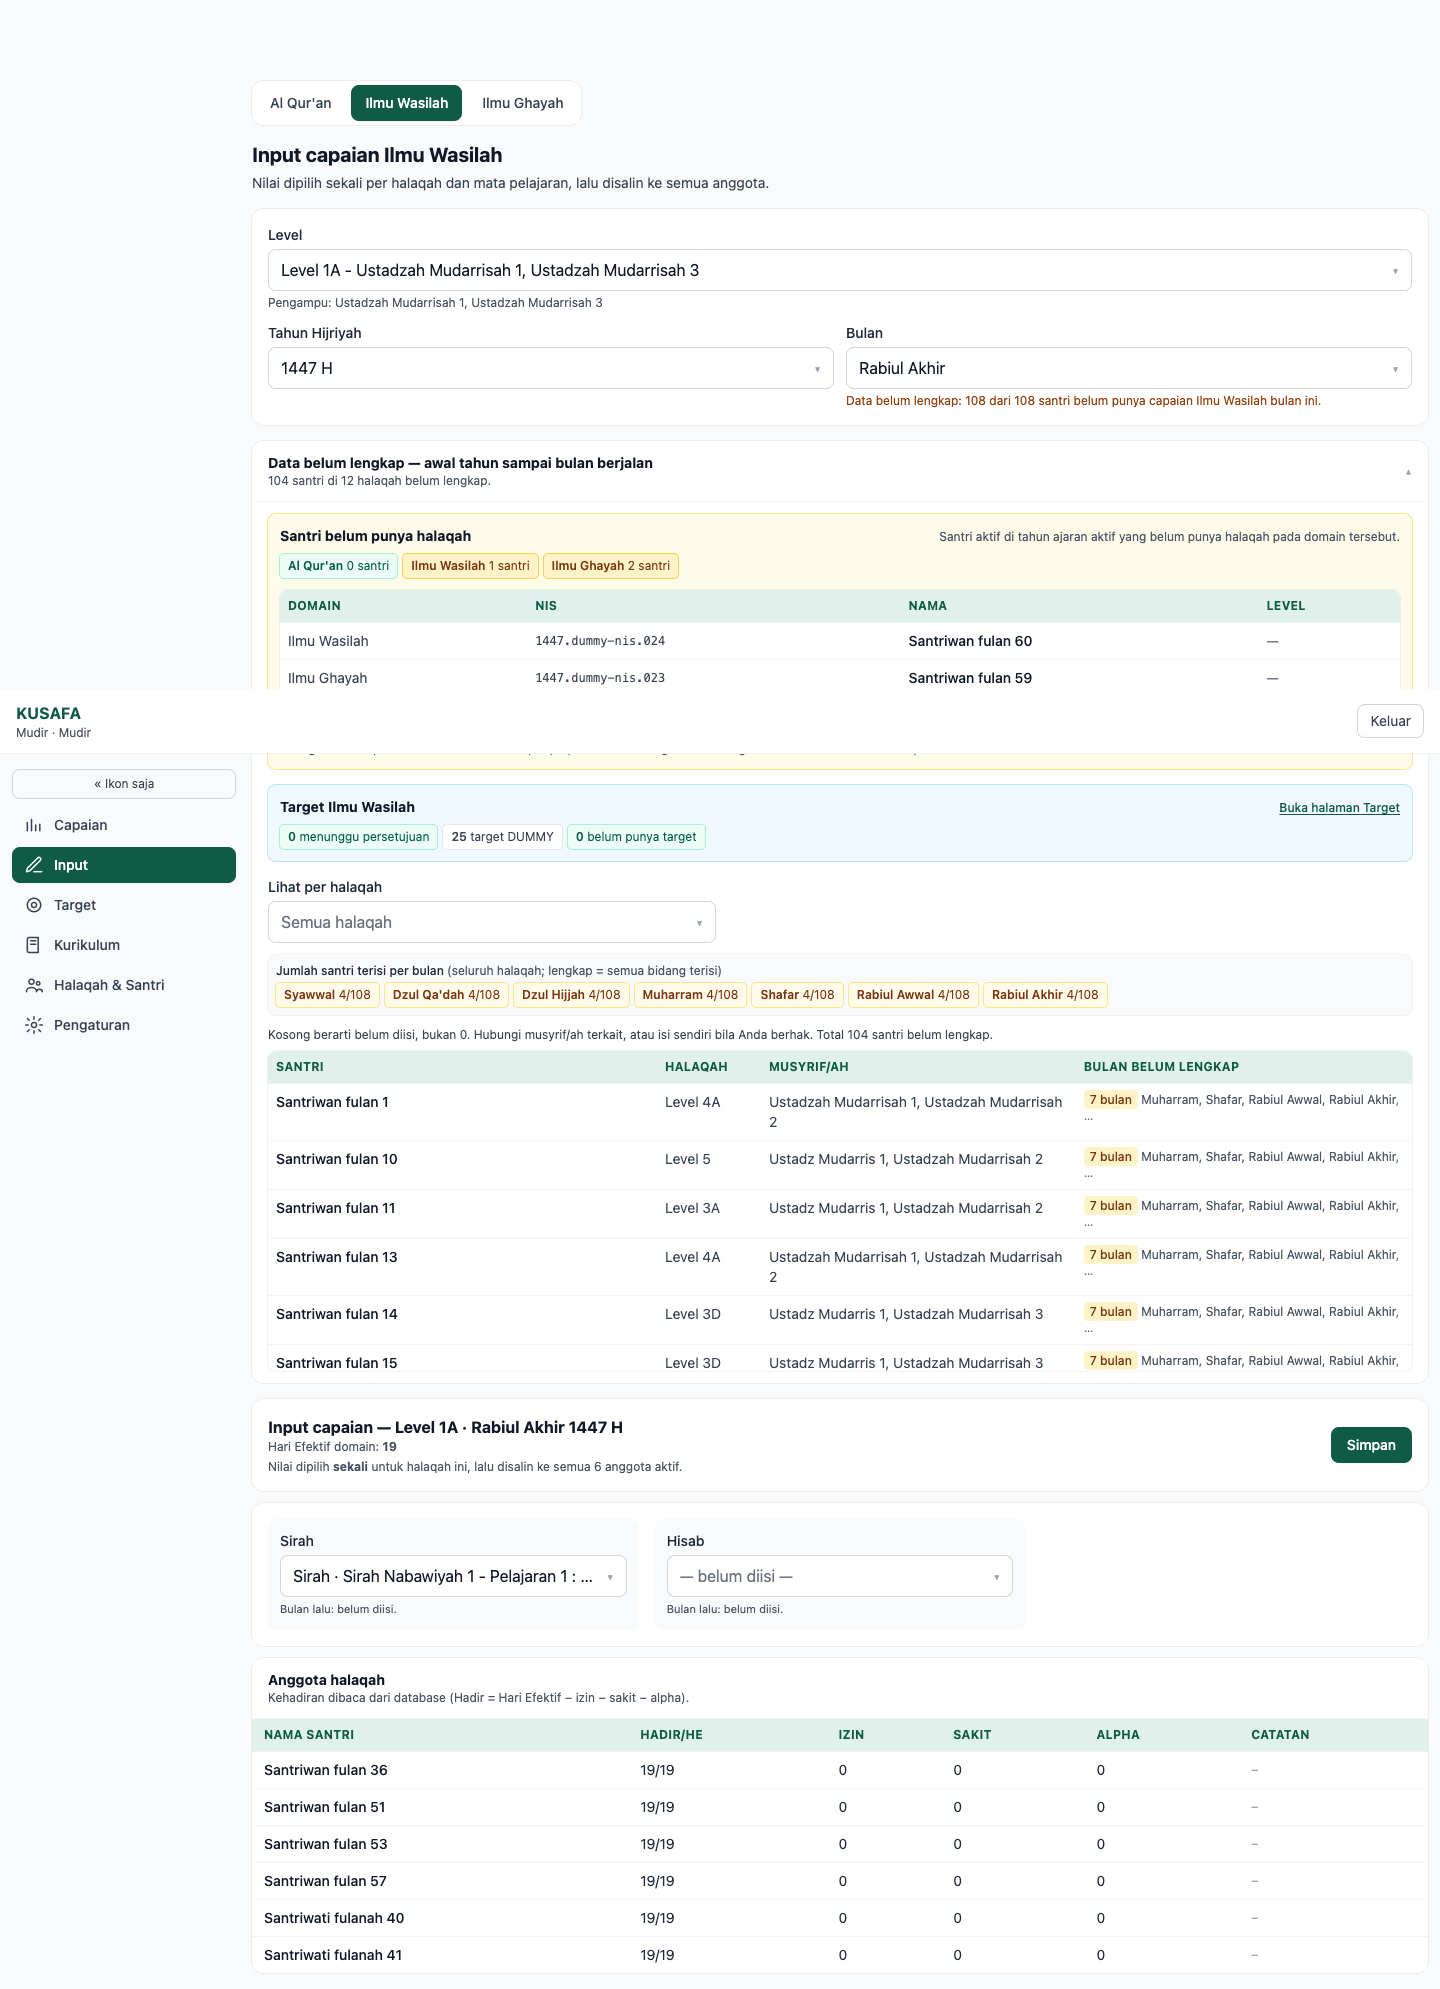 Al Qur'an
Ilmu Wasilah
Ilmu Ghayah
Input capaian Ilmu Wasilah
Nilai dipilih sekali per halaqah dan mata pelajaran, lalu disalin ke semua anggota.
Level
Level 1A - Ustadzah Mudarrisah 1, Ustadzah Mudarrisah 3
Pengampu: Ustadzah Mudarrisah 1, Ustadzah Mudarrisah 3
Tahun Hijriyah
1447 H
Bulan
Rabiul Akhir
Data belum lengkap: 108 dari 108 santri belum punya capaian Ilmu Wasilah bulan ini.
Data belum lengkap — awal tahun sampai bulan berjalan
104 santri di 12 halaqah belum lengkap.
Santri belum punya halaqah
Santri aktif di tahun ajaran aktif yang belum punya halaqah pada domain tersebut.
Al Qur'an 0 santri
Ilmu Wasilah 1 santri
Ilmu Ghayah 2 santri
DOMAIN NIS NAMA LEVEL
Ilmu Wasilah 1447.dummy-nis.024 Santriwan fulan 60 —
Ilmu Ghayah 1447.dummy-nis.023 Santriwan fulan 59 —
KUSAFA
Mudir · Mudir
Keluar
« Ikon saja
Capaian
Input
Target
Kurikulum
Halaqah & Santri
Pengaturan
Target Ilmu Wasilah
Buka halaman Target
0 menunggu persetujuan
25 target DUMMY
0 belum punya target
Lihat per halaqah
Semua halaqah
Jumlah santri terisi per bulan (seluruh halaqah; lengkap = semua bidang terisi)
Syawwal 4/108
Dzul Qa'dah 4/108
Dzul Hijjah 4/108
Muharram 4/108
Shafar 4/108
Rabiul Awwal 4/108
Rabiul Akhir 4/108
Kosong berarti belum diisi, bukan 0. Hubungi musyrif/ah terkait, atau isi sendiri bila Anda berhak. Total 104 santri belum lengkap.
SANTRI HALAQAH MUSYRIF/AH BULAN BELUM LENGKAP
Santriwan fulan 1 Level 4A Ustadzah Mudarrisah 1, Ustadzah Mudarrisah 2 7 bulan Muharram, Shafar, Rabiul Awwal, Rabiul Akhir, ...
Santriwan fulan 10 Level 5 Ustadz Mudarris 1, Ustadzah Mudarrisah 2 7 bulan Muharram, Shafar, Rabiul Awwal, Rabiul Akhir, ...
Santriwan fulan 11 Level 3A Ustadz Mudarris 1, Ustadzah Mudarrisah 2 7 bulan Muharram, Shafar, Rabiul Awwal, Rabiul Akhir, ...
Santriwan fulan 13 Level 4A Ustadzah Mudarrisah 1, Ustadzah Mudarrisah 2 7 bulan Muharram, Shafar, Rabiul Awwal, Rabiul Akhir, ...
Santriwan fulan 14 Level 3D Ustadz Mudarris 1, Ustadzah Mudarrisah 3 7 bulan Muharram, Shafar, Rabiul Awwal, Rabiul Akhir, ...
Santriwan fulan 15 Level 3D Ustadz Mudarris 1, Ustadzah Mudarrisah 3 7 bulan Muharram, Shafar, Rabiul Awwal, Rabiul Akhir,
Input capaian — Level 1A · Rabiul Akhir 1447 H
Hari Efektif domain: 19
Nilai dipilih sekali untuk halaqah ini, lalu disalin ke semua 6 anggota aktif.
Simpan
Sirah
Sirah · Sirah Nabawiyah 1 - Pelajaran 1 : ...
Bulan lalu: belum diisi.
Hisab
— belum diisi —
Bulan lalu: belum diisi.
Anggota halaqah
Kehadiran dibaca dari database (Hadir = Hari Efektif − izin − sakit − alpha).
NAMA SANTRI HADIR/HE IZIN SAKIT ALPHA CATATAN
Santriwan fulan 36 19/19 0 0 0 –
Santriwan fulan 51 19/19 0 0 0 –
Santriwan fulan 53 19/19 0 0 0 –
Santriwan fulan 57 19/19 0 0 0 –
Santriwati fulanah 40 19/19 0 0 0 –
Santriwati fulanah 41 19/19 0 0 0 –